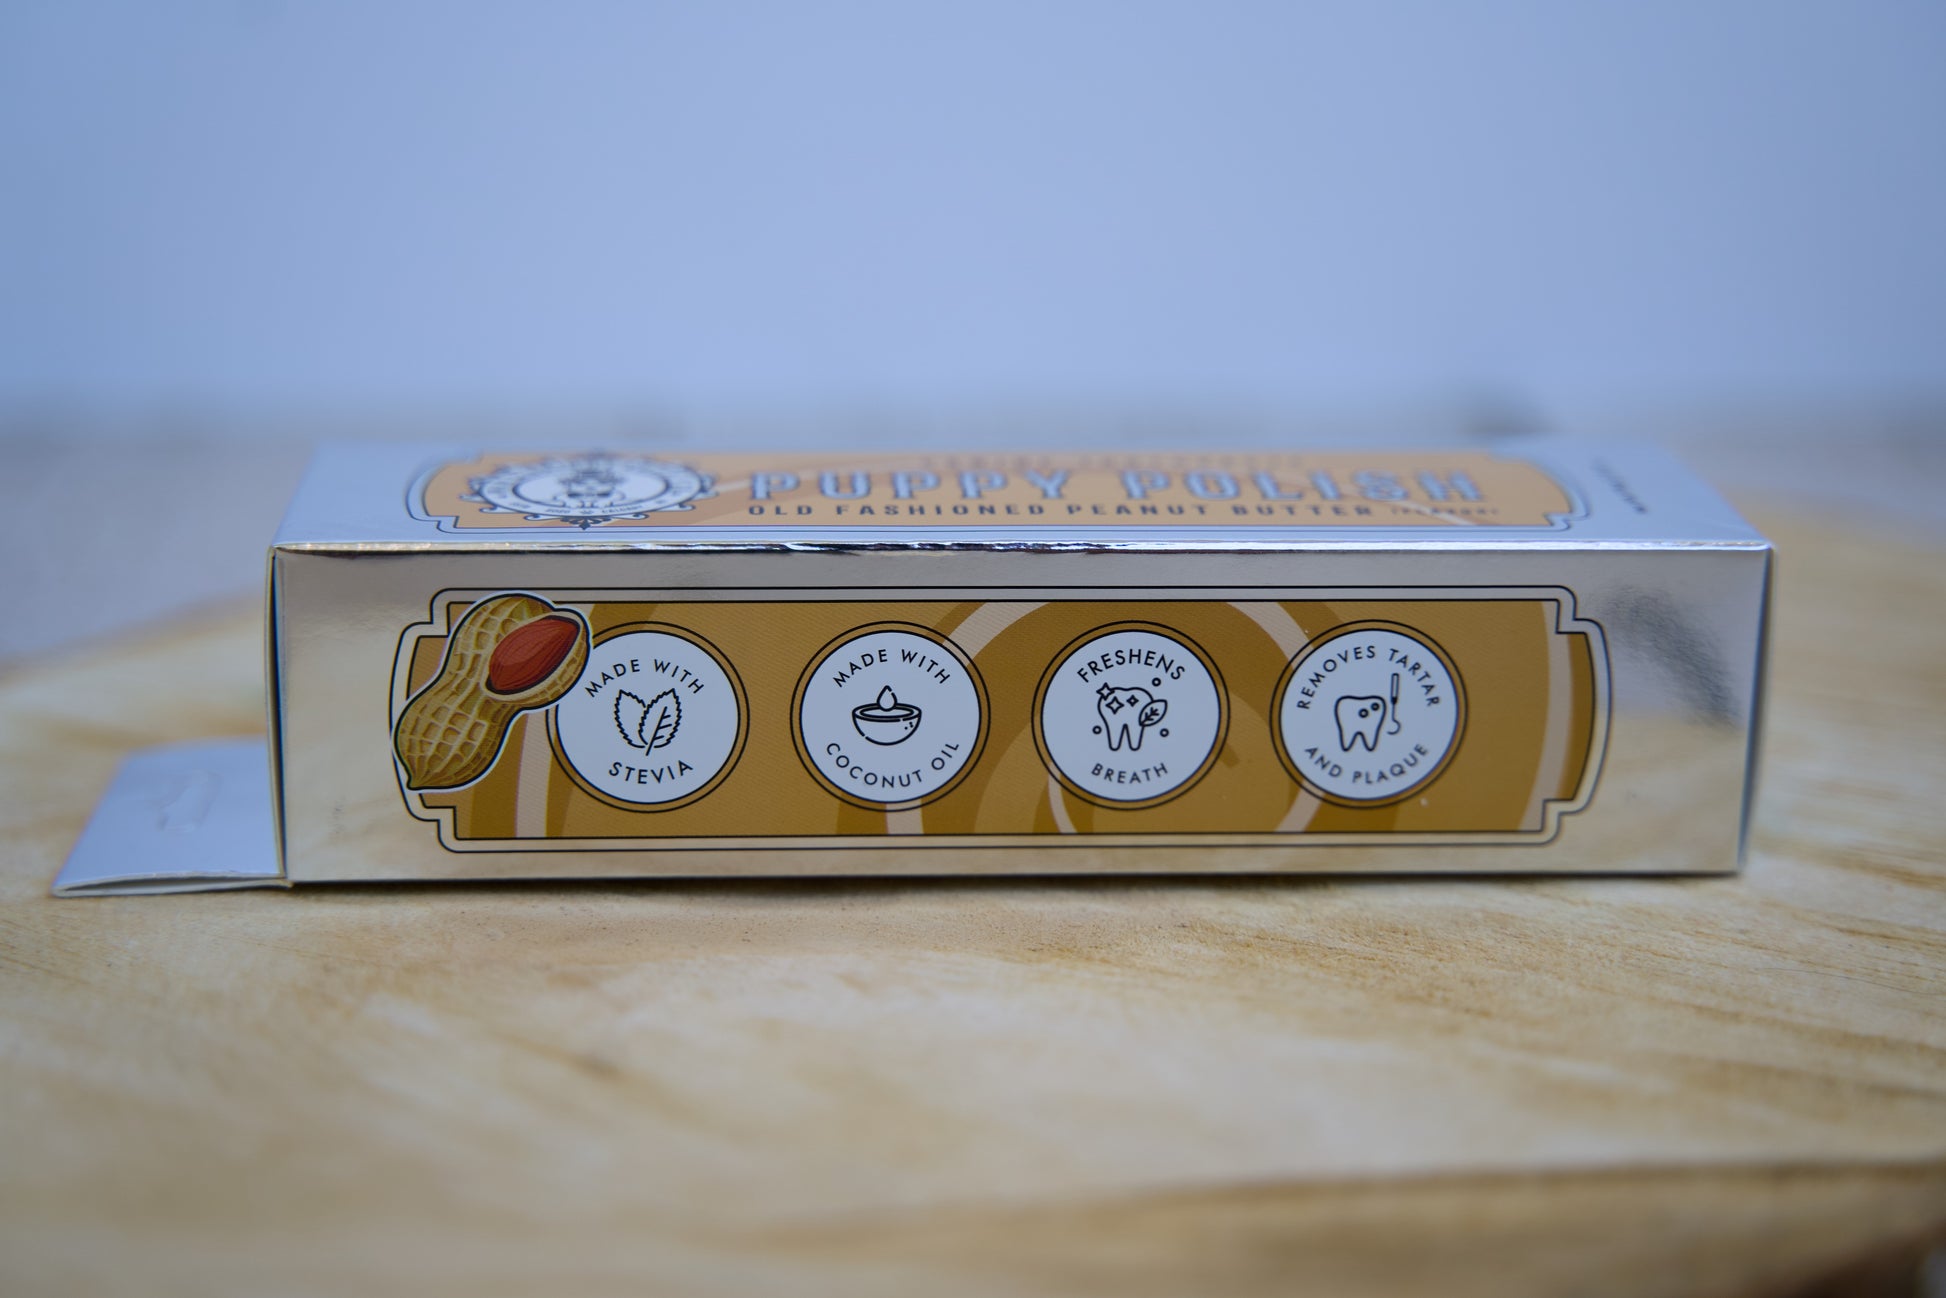 PUPPY POLISH
OLD FASHIONED PEANUT BUTTER
MADE WITH
STEVIA
MADE WITH
COCONUT OIL
FRESHENS
BREATH
REMOVES TARTAR
AND PLAQUE